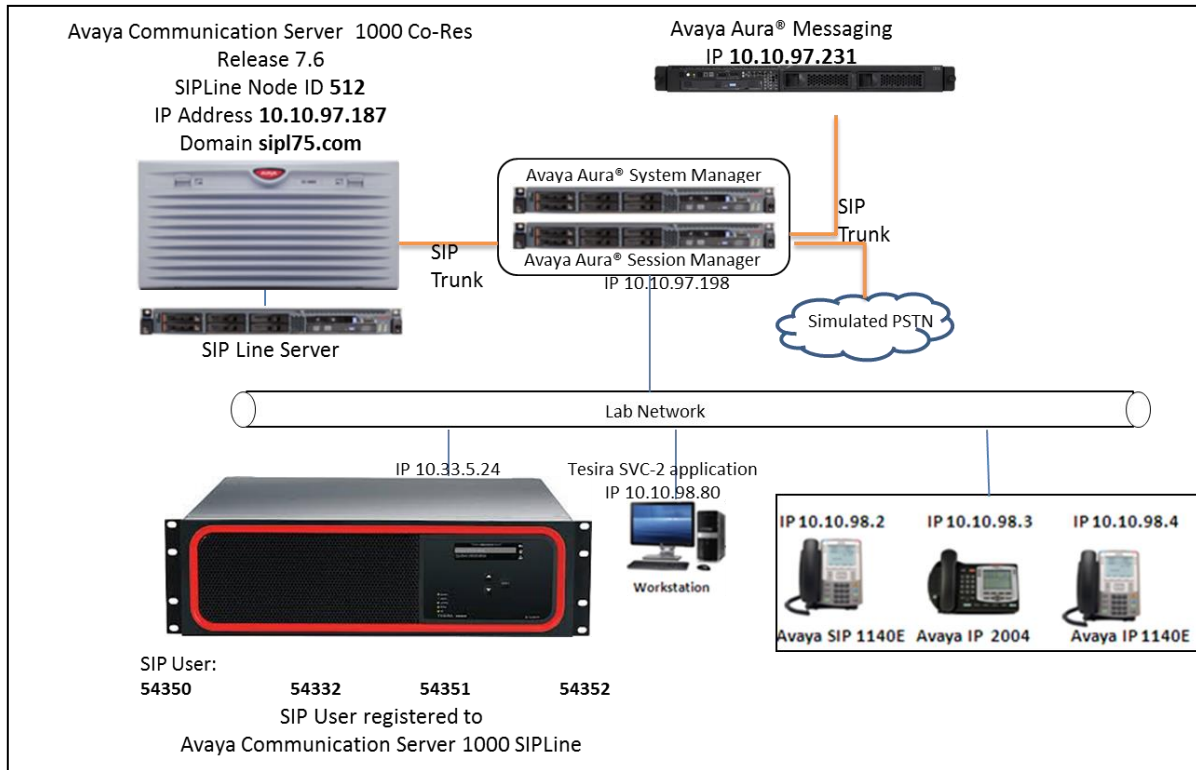 Avaya Communication Server 1000 Co-Res
Release 7.6
SIPLine Node ID 512
IP Address 10.10.97.187
Domain sipl75.com
AVAYA
SIP Line Server
SIP
Trunk
Avaya Aura® System Manager
Avaya Aura® Session Manager
IP 10.10.97.198
Avaya Aura® Messaging
IP 10.10.97.231
SIP
Trunk
Simulated PSTN
Lab Network
IP 10.33.5.24
Tesira SVC-2 application
IP 10.10.98.80
Workstation
IP 10.10.98.2
IP 10.10.98.3
IP 10.10.98.4
Avaya SIP 1140E
Avaya IP 2004
Avaya IP 1140E
SIP User:
54350 54332 54351 54352
SIP User registered to
Avaya Communication Server 1000 SIPLine